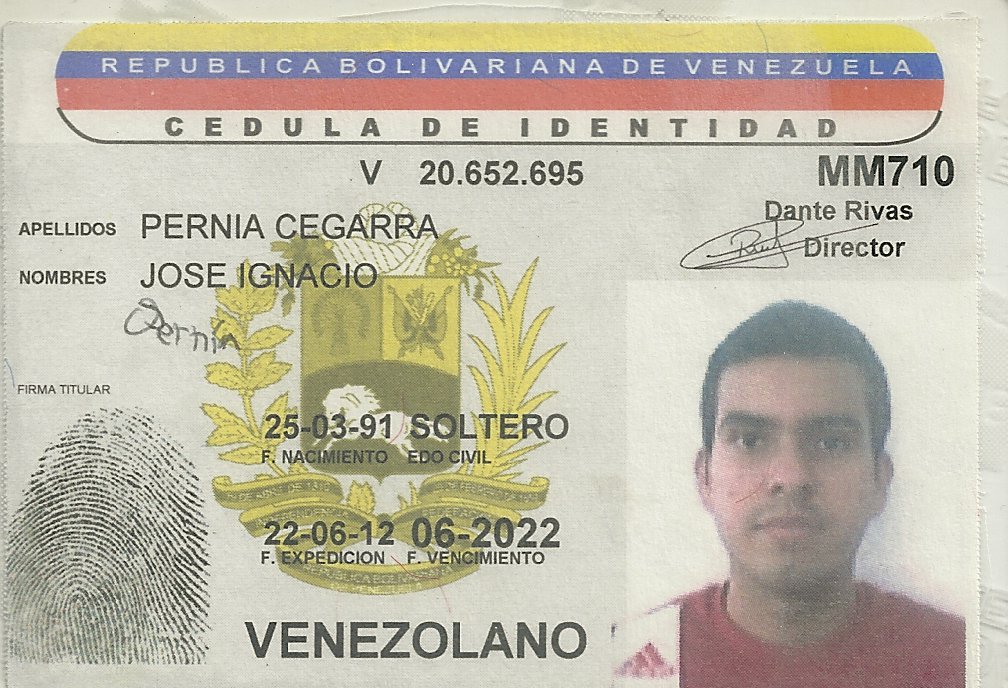 REPUBLICA BOLIVARIANA DE VENEZUELA
CEDULA DE IDENTIDAD
V 20.652.695 MM710
Dante Rivas
Director
APELLIDOS PERNIA CEGARRA
NOMBRES JOSE IGNACIO
Pernia
FIRMA TITULAR
25-03-91 SOLTERO
F. NACIMIENTO EDO CIVIL
22-06-12 06-2022
F. EXPEDICION F. VENCIMIENTO
VENEZOLANO